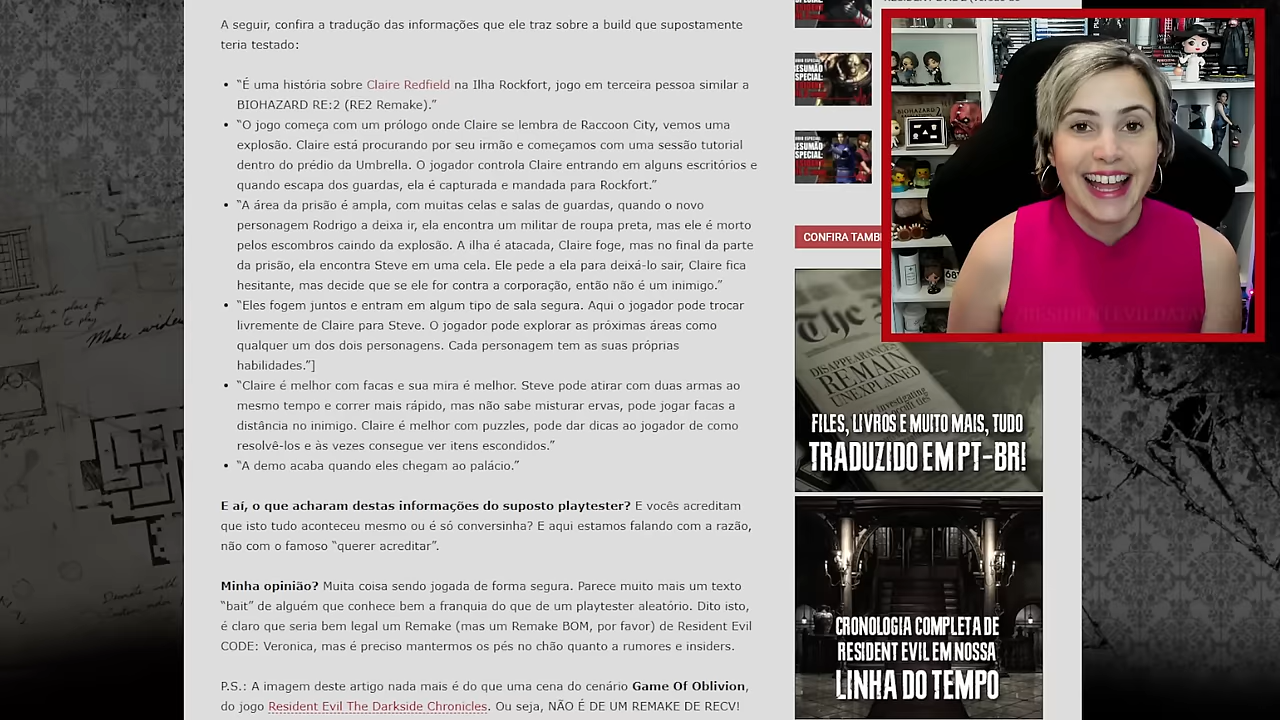 A seguir, confira a tradução das informações que ele traz sobre a build que supostamente
teria testado:
"É uma história sobre Claire Redfield na Ilha Rockfort, jogo em terceira pessoa similar a
BIOHAZARD RE:2 (RE2 Remake)."
"O jogo começa com um prólogo onde Claire se lembra de Raccoon City, vemos uma
explosão. Claire está procurando por seu irmão e começamos com uma sessão tutorial
dentro do prédio da Umbrella. O jogador controla Claire entrando em alguns escritórios e
quando escapa dos guardas, ela é capturada e mandada para Rockfort."
"A área da prisão é ampla, com muitas celas e salas de guardas, quando o novo
personagem Rodrigo a deixa ir, ela encontra um militar de roupa preta, mas ele é morto
pelos escombros caindo da explosão. A ilha é atacada, Claire foge, mas no final da parte
da prisão, ela encontra Steve em uma cela. Ele pede a ela para deixá-lo sair, Claire fica
hesitante, mas decide que se ele for contra a corporação, então não é um inimigo."
"Eles fogem juntos e entram em algum tipo de sala segura. Aqui o jogador pode trocar
livremente de Claire para Steve. O jogador pode explorar as próximas áreas como
qualquer um dos dois personagens. Cada personagem tem as suas próprias
habilidades."]
"Claire é melhor com facas e sua mira é melhor. Steve pode atirar com duas armas ao
mesmo tempo e correr mais rápido, mas não sabe misturar ervas, pode jogar facas a
distância no inimigo. Claire é melhor com puzzles, pode dar dicas ao jogador de como
resolvê-los e às vezes consegue ver itens escondidos."
"A demo acaba quando eles chegam ao palácio."
E aí, o que acharam destas informações do suposto playtester? E vocês acreditam
que isto tudo aconteceu mesmo ou é só conversinha? E aqui estamos falando com a razão,
não com o famoso "querer acreditar".
Minha opinião? Muita coisa sendo jogada de forma segura. Parece muito mais um texto
"bait" de alguém que conhece bem a franquia do que de um playtester aleatório. Dito isto,
é claro que seria bem legal um Remake (mas um Remake BOM, por favor) de Resident Evil
CODE: Veronica, mas é preciso mantermos os pés no chão quanto a rumores e insiders.
P.S.: A imagem deste artigo nada mais é do que uma cena do cenário Game Of Oblivion,
do jogo Resident Evil The Darkside Chronicles. Ou seja, NÃO É DE UM REMAKE DE RECV!
RESUMÃO
ESPECIAL:
RESUMÃO
ESPECIAL:
CONFIRA TAMB
The
DISAPPEARANCES
REMAIN
UNEXPLAINED
Investigating
FILES, LIVROS E MUITO MAIS, TUDO
TRADUZIDO EM PT-BR!
CRONOLOGIA COMPLETA DE
RESIDENT EVIL EM NOSSA
LINHA DO TEMPO
Make wider